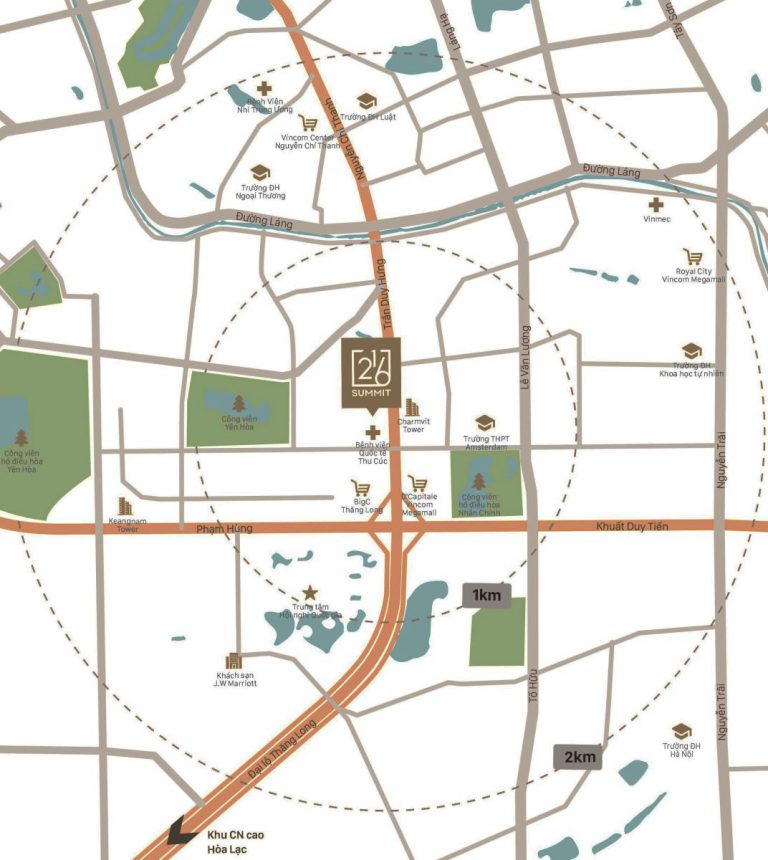 Láng Hạ
Tây Sơn
Bệnh Viện
Nhi Trung Ương
Trường ĐH Luật
Vincom Center
Nguyễn Chí Thanh
Nguyễn Chí Thanh
Trường ĐH
Ngoại Thương
Đường Láng
Đường Láng
Vinmec
Royal City
Vincom Megamall
Trần Duy Hưng
Lê Văn Lương
Trường ĐH
Khoa học tự nhiên
216
SUMMIT
Charmvit
Tower
Công viên
Yên Hòa
Trường THPT
Amsterdam
Bệnh viện
Quốc tế
Thu Cúc
Nguyễn Trãi
Công viên
hồ điều hòa
Yên Hòa
BigC
Thăng Long
D'Capitale
Vincom
Megamall
Công viên
hồ điều hòa
Nhân Chính
Keangnam
Tower
Phạm Hùng
Khuất Duy Tiến
1km
Trung tâm
Hội nghị Quốc gia
Khách sạn
J.W Marriott
Tố Hữu
Nguyễn Trãi
Đại lộ Thăng Long
Trường ĐH
Hà Nội
2km
Khu CN cao
Hòa Lạc